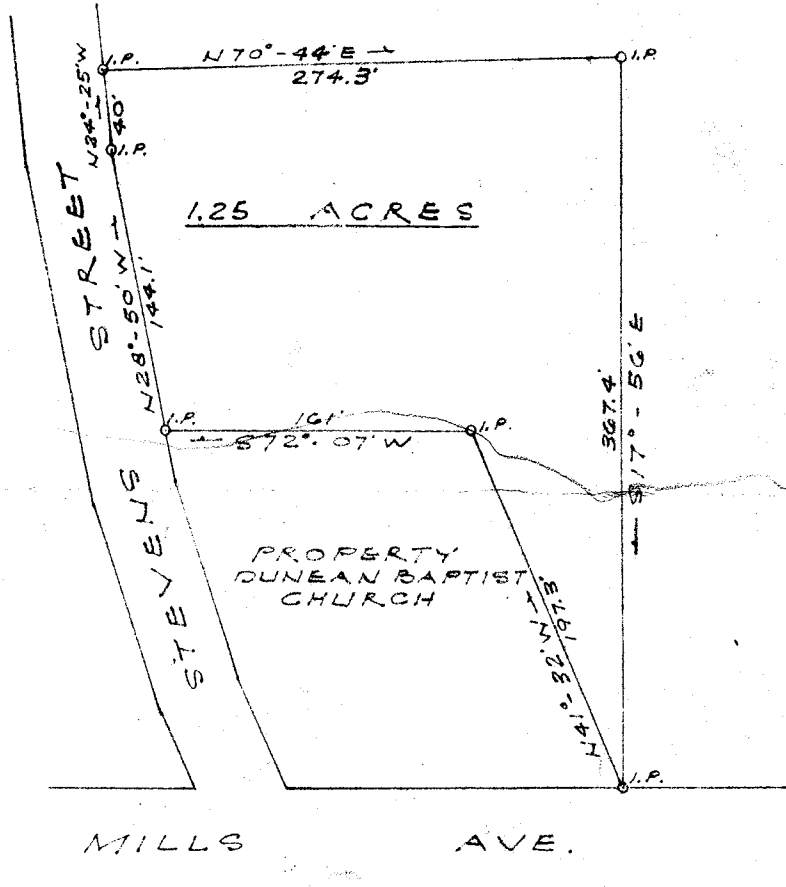 N70°-44'E
274.3'
I.P.
I.P.
N24°-25'W
40'
I.P.
1.25 ACRES
N28°-50'W
144.1'
STEVENS STREET
I.P.
161'
S72°-07'W
I.P.
367.4'
S17°-56'E
PROPERTY
DUNEAN BAPTIST
CHURCH
N41°-32'W
197.3'
I.P.
MILLS AVE.